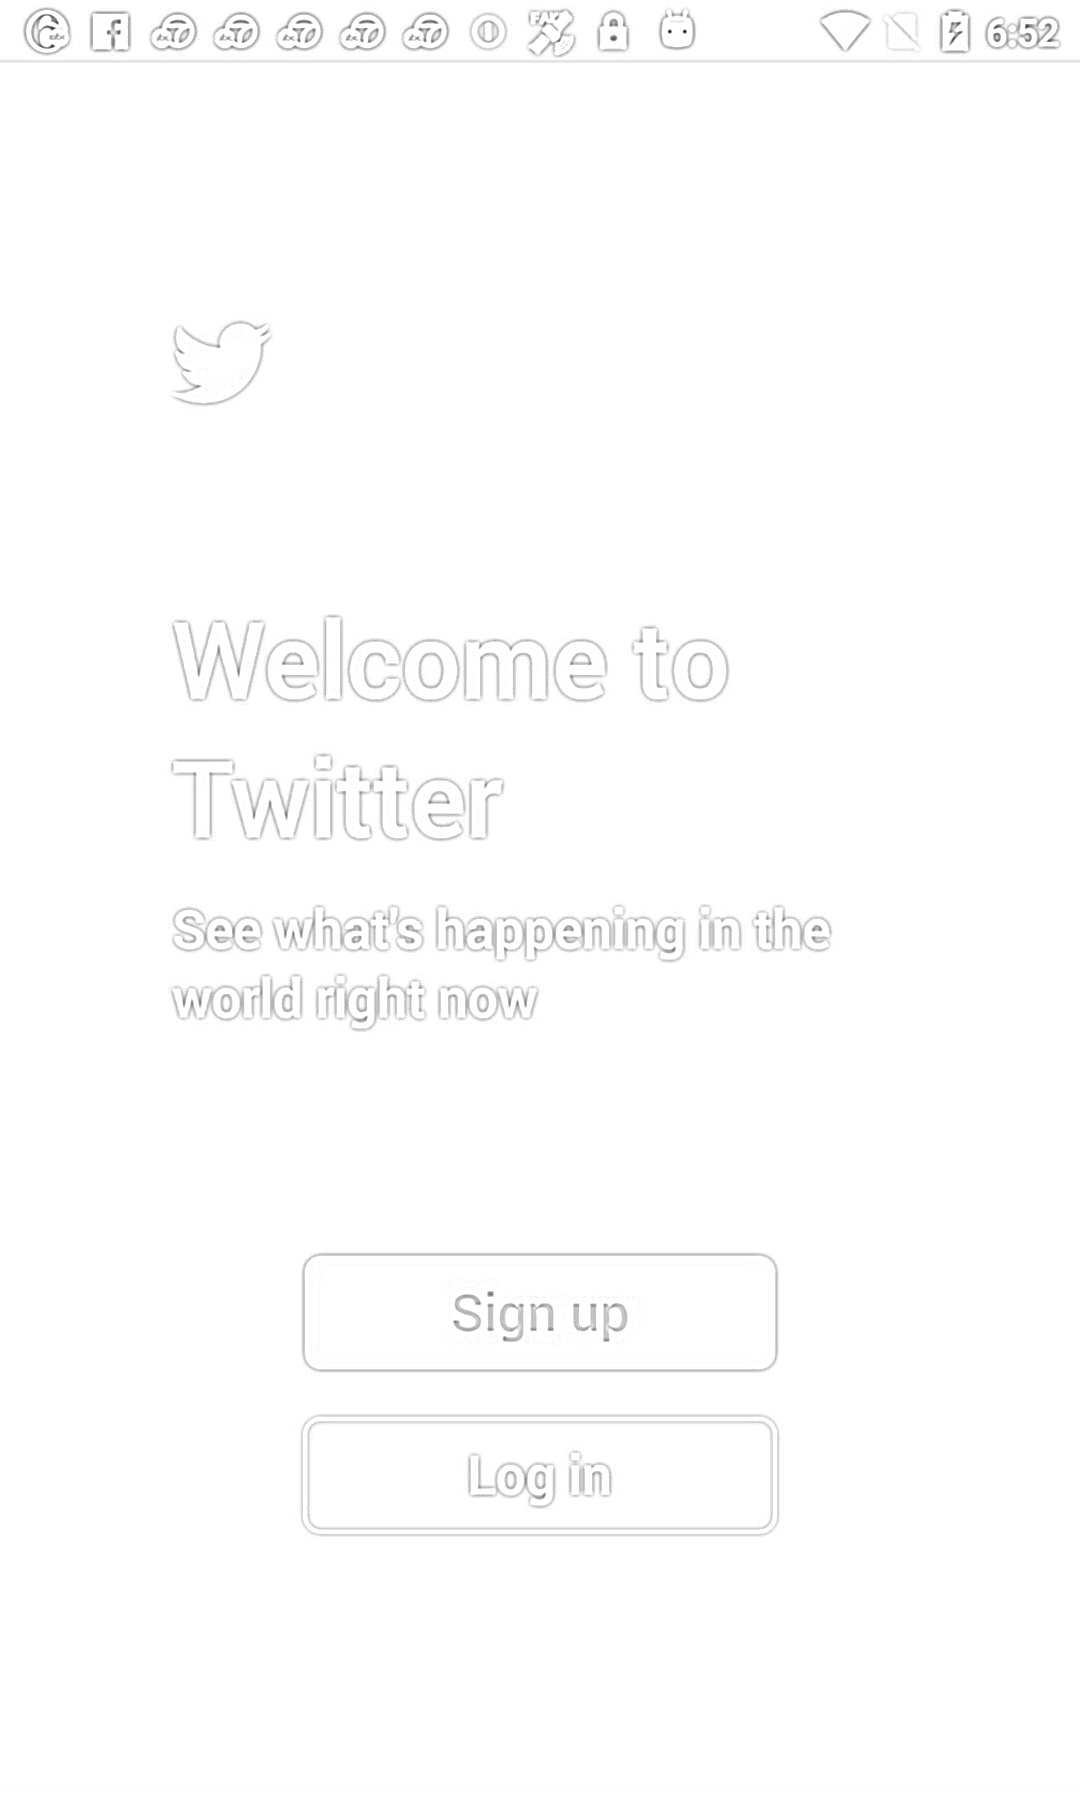 6:52
Welcome to
Twitter
See what's happening in the
world right now
Sign up
Log in